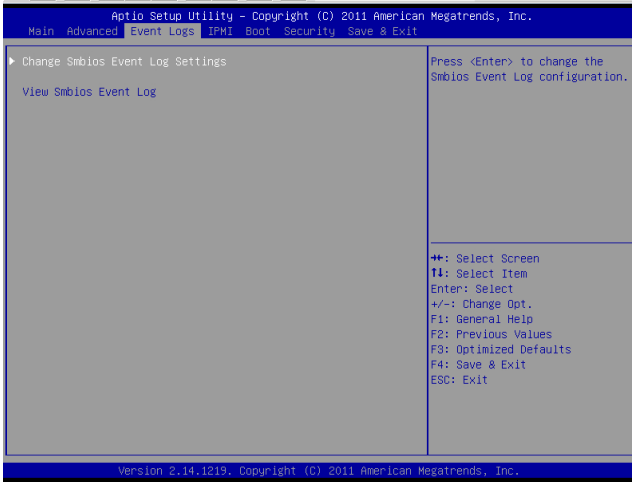 Aptio Setup Utility – Copyright (C) 2011 American Megatrends, Inc.
Main Advanced Event Logs IPMI Boot Security Save & Exit
Change Smbios Event Log Settings
View Smbios Event Log
Press <Enter> to change the
Smbios Event Log configuration.
→←: Select Screen
↑↓: Select Item
Enter: Select
+/-: Change Opt.
F1: General Help
F2: Previous Values
F3: Optimized Defaults
F4: Save & Exit
ESC: Exit
Version 2.14.1219. Copyright (C) 2011 American Megatrends, Inc.